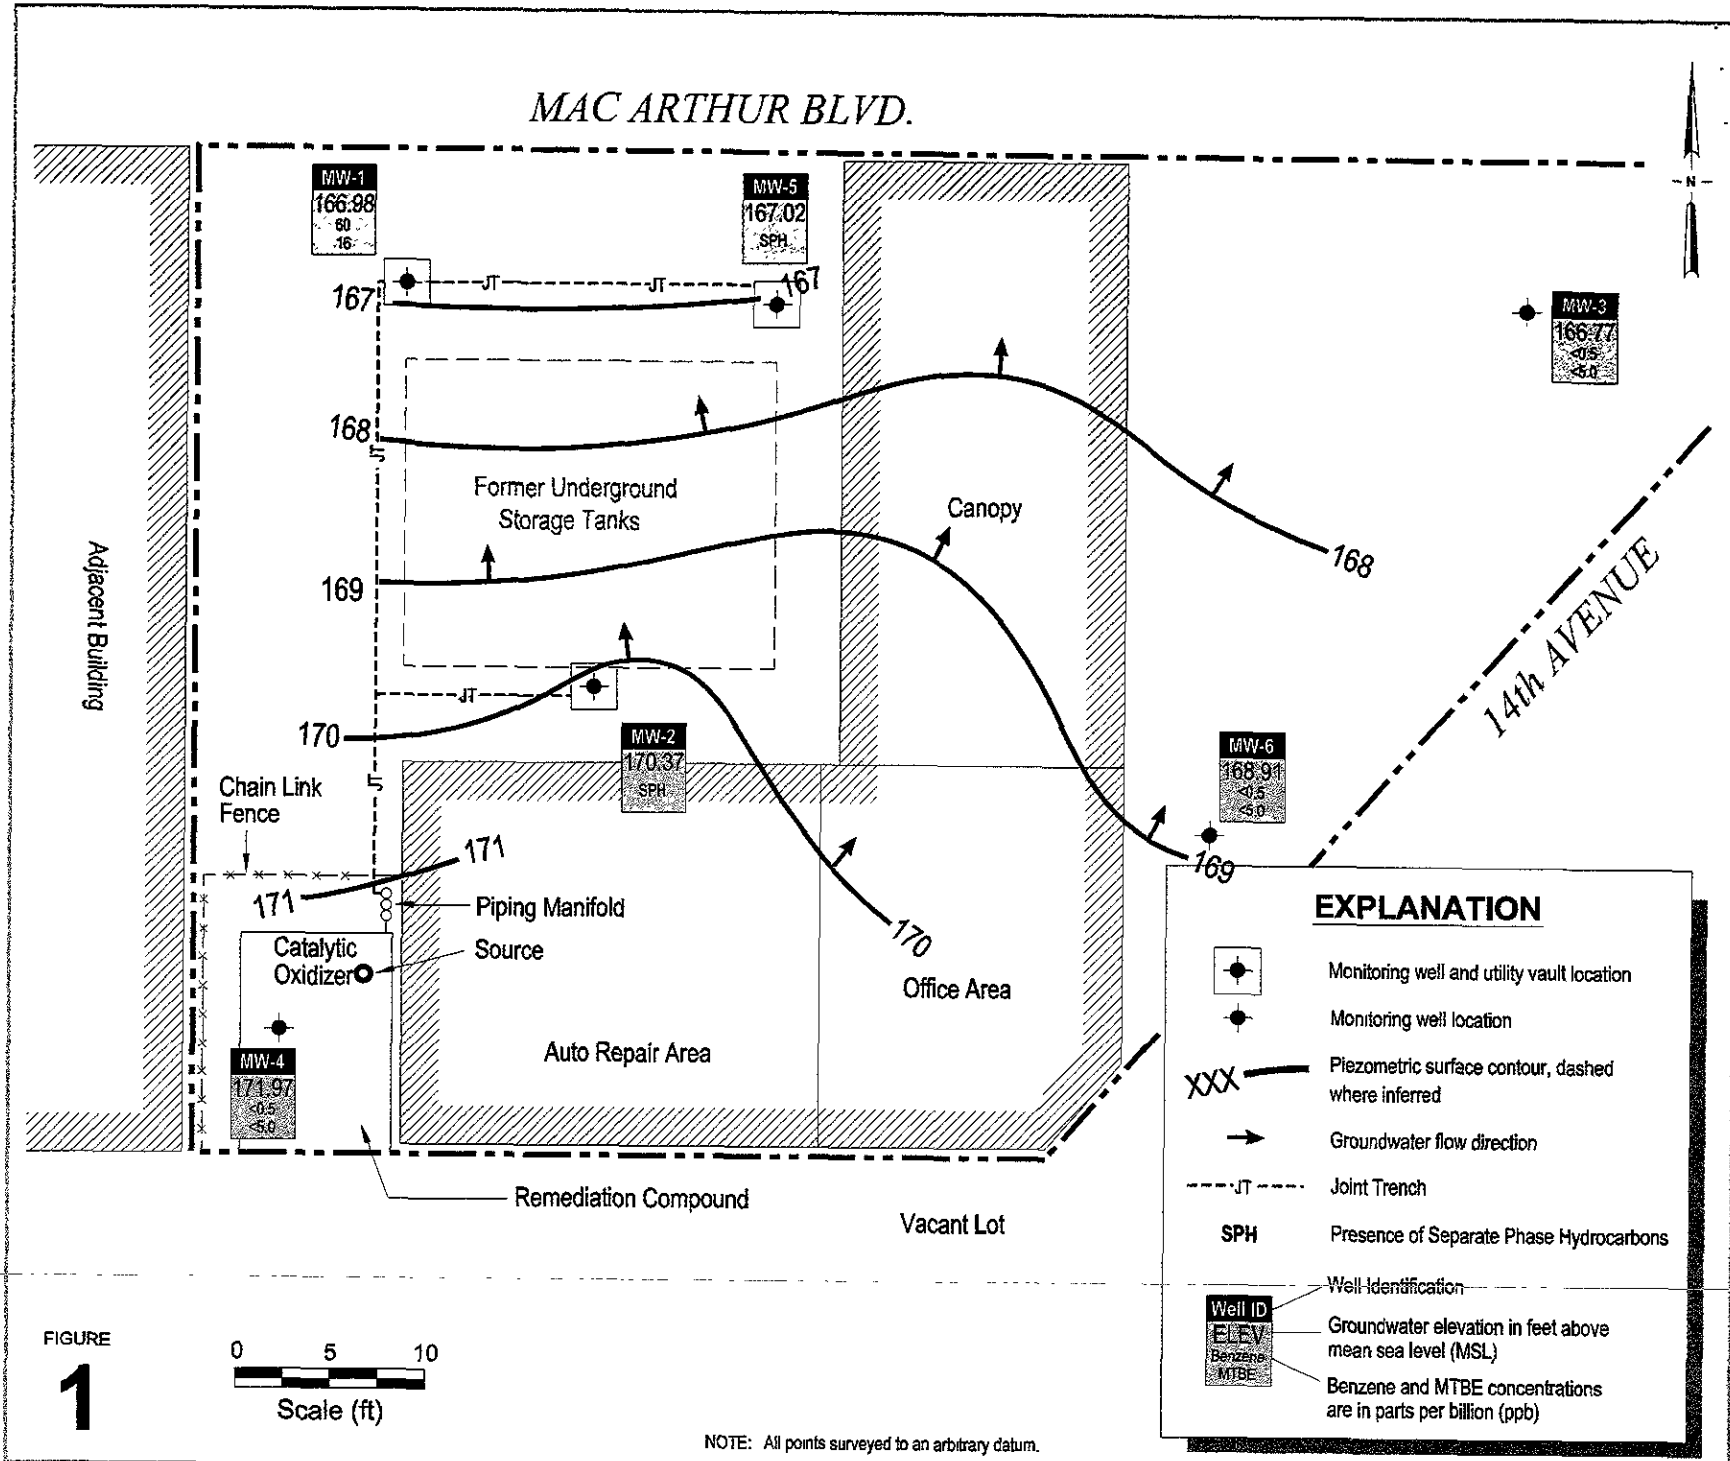 MAC ARTHUR BLVD.
N
MW-1
166.98
60
16
MW-5
167.02
SPH
MW-3
166.77
<0.5
<5.0
JT
JT
167
167
168
JT
168
Former Underground
Storage Tanks
Canopy
Adjacent Building
169
14th AVENUE
JT
170
MW-2
170.37
SPH
MW-6
168.91
<0.5
<5.0
JT
Chain Link
Fence
171
171
169
Piping Manifold
170
Catalytic
Oxidizer
Source
Office Area
Auto Repair Area
MW-4
171.97
<0.5
<5.0
Remediation Compound
Vacant Lot
EXPLANATION
Monitoring well and utility vault location
Monitoring well location
XXX
Piezometric surface contour, dashed
where inferred
Groundwater flow direction
JT
Joint Trench
SPH
Presence of Separate Phase Hydrocarbons
Well Identification
Well ID
ELEV
Benzene
MTBE
Groundwater elevation in feet above
mean sea level (MSL)
Benzene and MTBE concentrations
are in parts per billion (ppb)
FIGURE
1
0 5 10
Scale (ft)
NOTE: All points surveyed to an arbitrary datum.